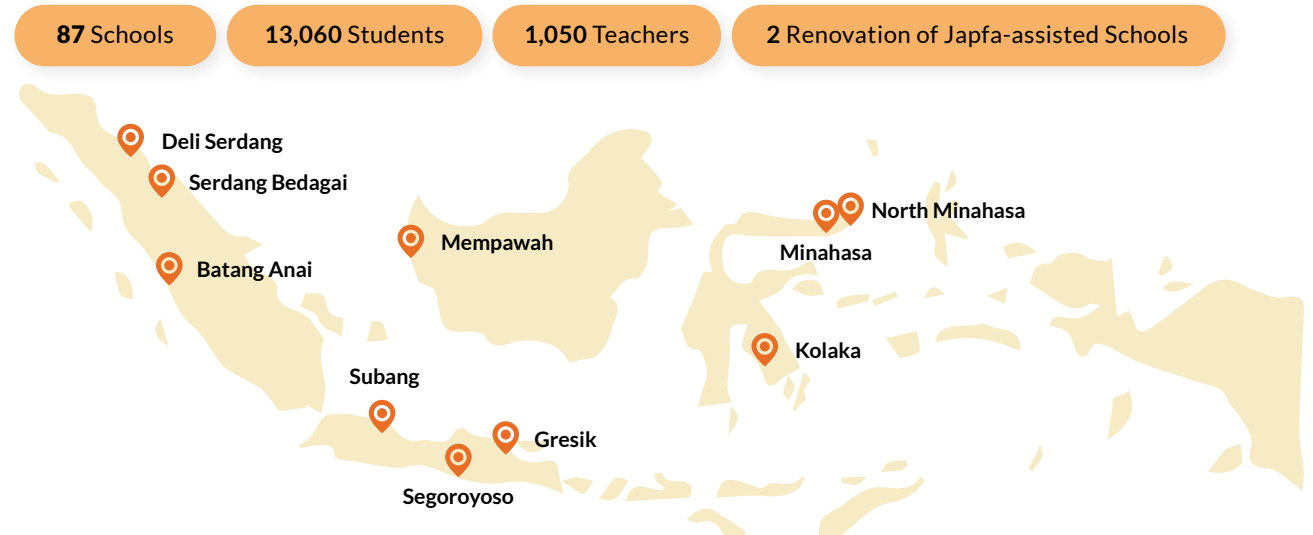 87 Schools
13,060 Students
1,050 Teachers
2 Renovation of Japfa-assisted Schools
Deli Serdang
Serdang Bedagai
North Minahasa
Mempawah
Minahasa
Batang Anai
Kolaka
Subang
Gresik
Segoroyoso